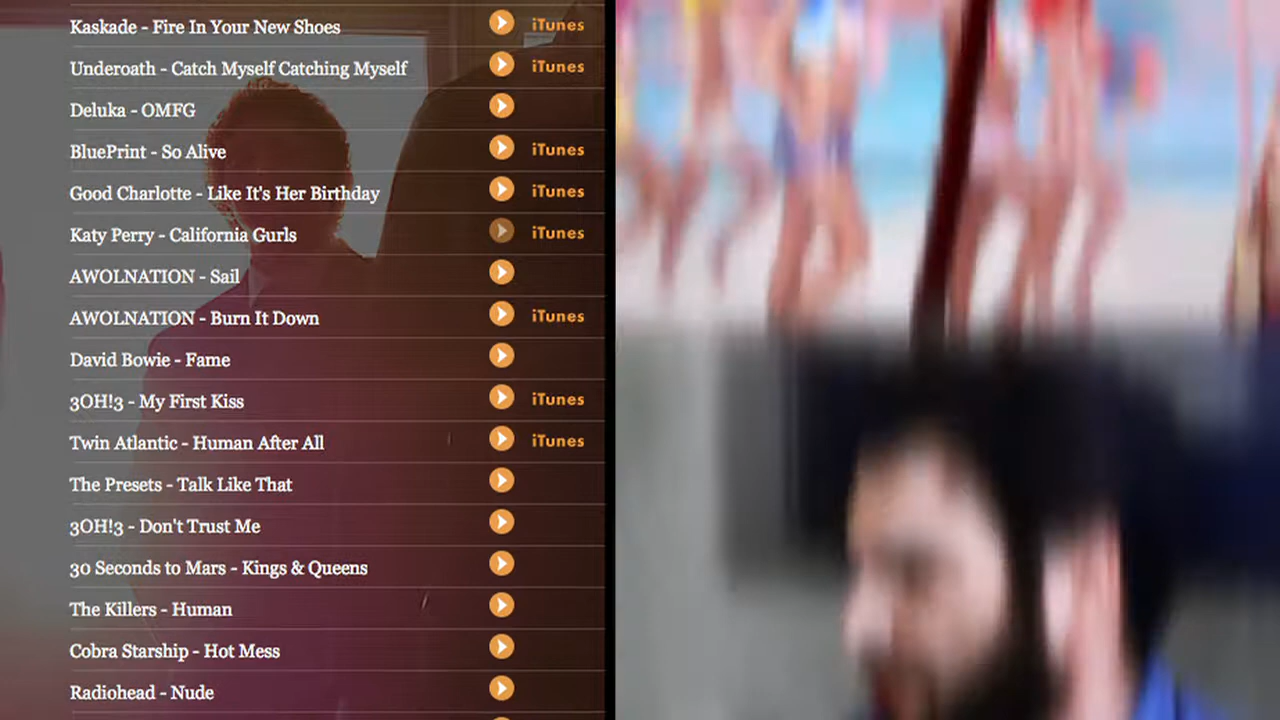 Kaskade - Fire In Your New Shoes iTunes
Underoath - Catch Myself Catching Myself iTunes
Deluka - OMFG
BluePrint - So Alive iTunes
Good Charlotte - Like It's Her Birthday iTunes
Katy Perry - California Gurls iTunes
AWOLNATION - Sail
AWOLNATION - Burn It Down iTunes
David Bowie - Fame
3OH!3 - My First Kiss iTunes
Twin Atlantic - Human After All iTunes
The Presets - Talk Like That
3OH!3 - Don't Trust Me
30 Seconds to Mars - Kings & Queens
The Killers - Human
Cobra Starship - Hot Mess
Radiohead - Nude